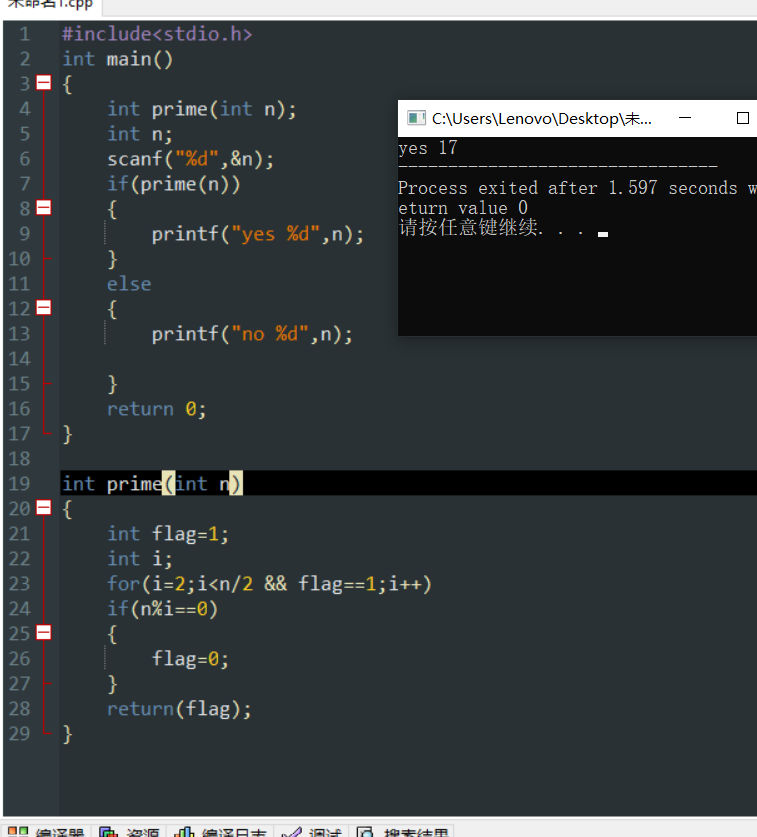 未命名1.cpp
1 #include<stdio.h>
2 int main()
3 {
4 int prime(int n);
5 int n;
6 scanf("%d",&n);
7 if(prime(n))
8 {
9 printf("yes %d",n);
10 }
11 else
12 {
13 printf("no %d",n);
14
15 }
16 return 0;
17 }
18
19 int prime(int n)
20 {
21 int flag=1;
22 int i;
23 for(i=2;i<n/2 && flag==1;i++)
24 if(n%i==0)
25 {
26 flag=0;
27 }
28 return(flag);
29 }
C:\Users\Lenovo\Desktop\未...
yes 17
--------------------------------
Process exited after 1.597 seconds w
eturn value 0
请按任意键继续. . .
编译器 资源 编译日志 调试 搜索结果